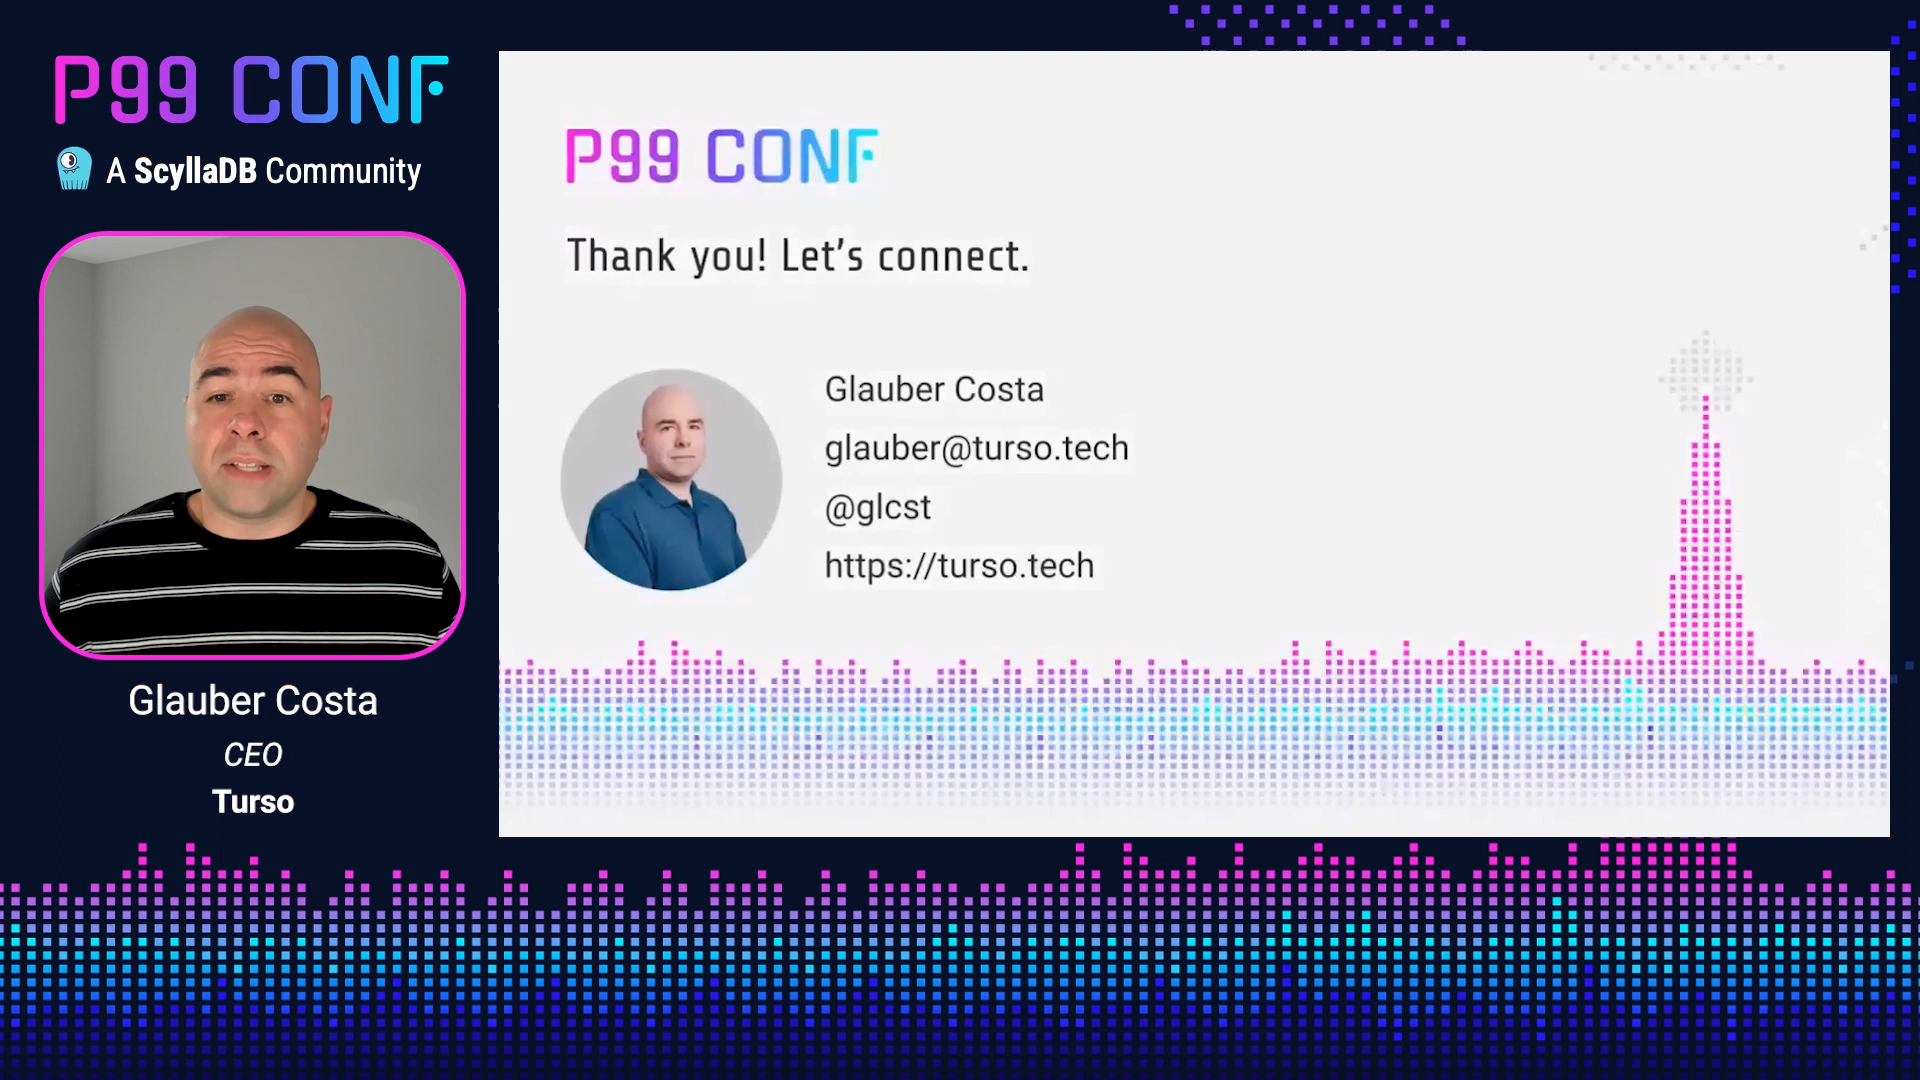 P99 CONF
A ScyllaDB Community
Glauber Costa
CEO
Turso
P99 CONF
Thank you! Let's connect.
Glauber Costa
glauber@turso.tech
@glcst
https://turso.tech